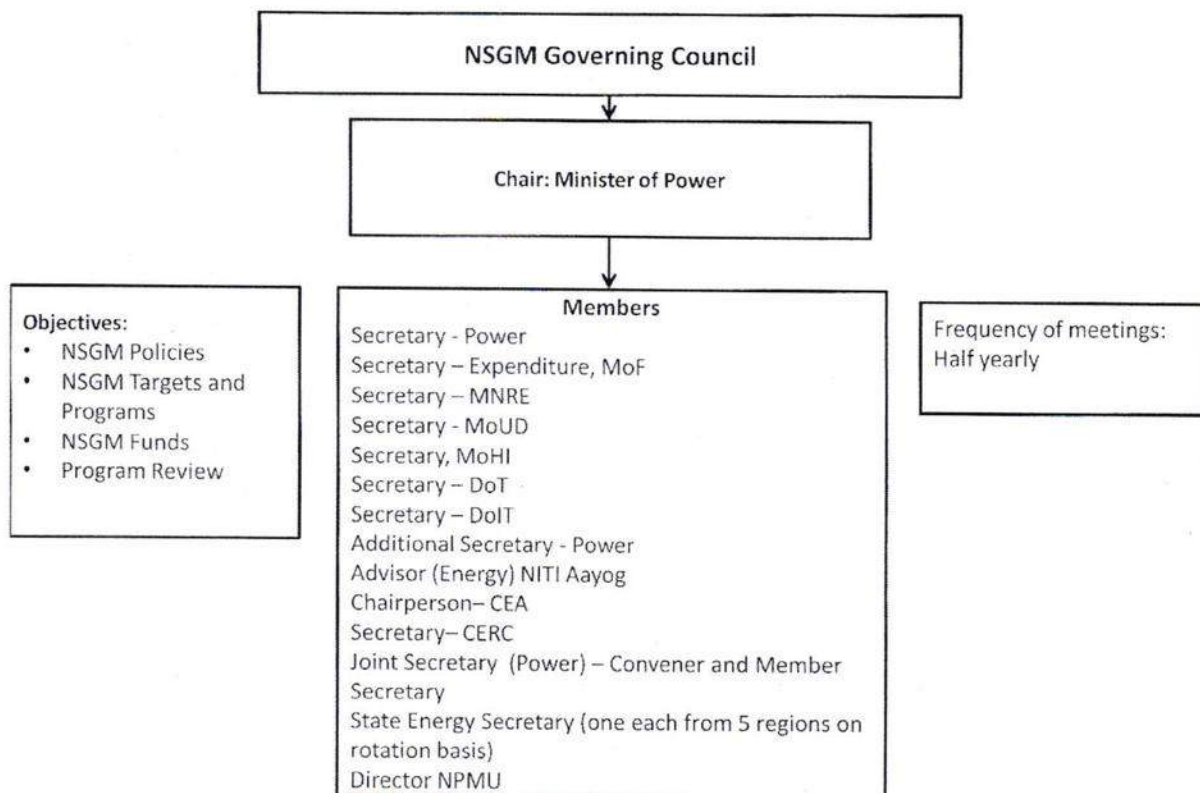 NSGM Governing Council
Chair: Minister of Power
Objectives:
• NSGM Policies
• NSGM Targets and
Programs
• NSGM Funds
• Program Review
Members
Secretary - Power
Secretary – Expenditure, MoF
Secretary – MNRE
Secretary - MoUD
Secretary, MoHI
Secretary – DoT
Secretary – DoIT
Additional Secretary - Power
Advisor (Energy) NITI Aayog
Chairperson– CEA
Secretary– CERC
Joint Secretary (Power) – Convener and Member
Secretary
State Energy Secretary (one each from 5 regions on
rotation basis)
Director NPMU
Frequency of meetings:
Half yearly